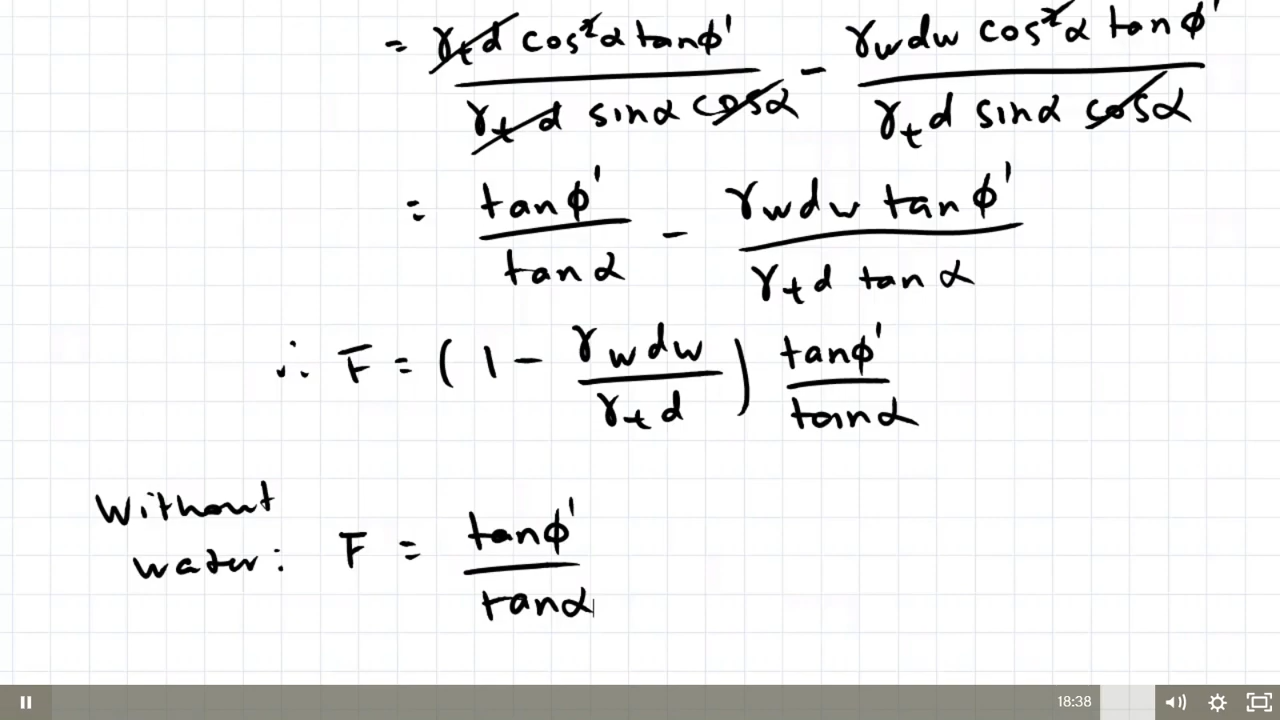 = γt d cos²α tanφ' / γt d sinα cosα − γw dw cos²α tanφ' / γt d sinα cosα
= tanφ' / tanα − γw dw tanφ' / γt d tanα
∴ F = (1 − γw dw / γt d) tanφ' / tanα
Without
water: F = tanφ' / tanα
18:38